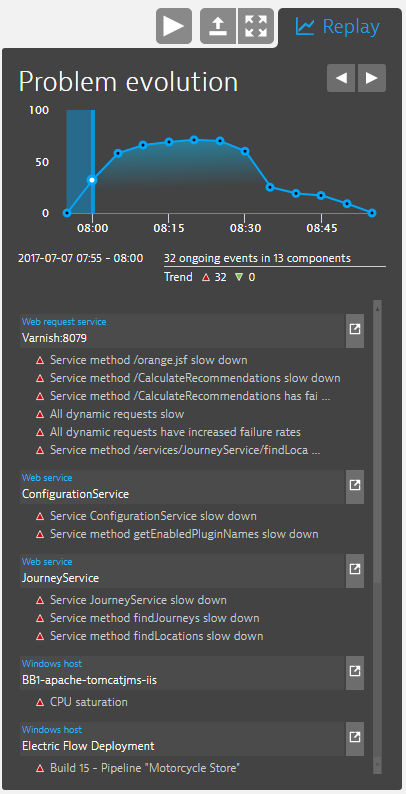 Replay
Problem evolution
100
50
0
08:00 08:15 08:30 08:45
2017-07-07 07:55 - 08:00 32 ongoing events in 13 components
Trend 32 0
Web request service
Varnish:8079
Service method /orange.jsf slow down
Service method /CalculateRecommendations slow down
Service method /CalculateRecommendations has fai ...
All dynamic requests slow
All dynamic requests have increased failure rates
Service method /services/JourneyService/findLoca ...
Web service
ConfigurationService
Service ConfigurationService slow down
Service method getEnabledPluginNames slow down
Web service
JourneyService
Service JourneyService slow down
Service method findJourneys slow down
Service method findLocations slow down
Windows host
BB1-apache-tomcatjms-iis
CPU saturation
Windows host
Electric Flow Deployment
Build 15 - Pipeline "Motorcycle Store"